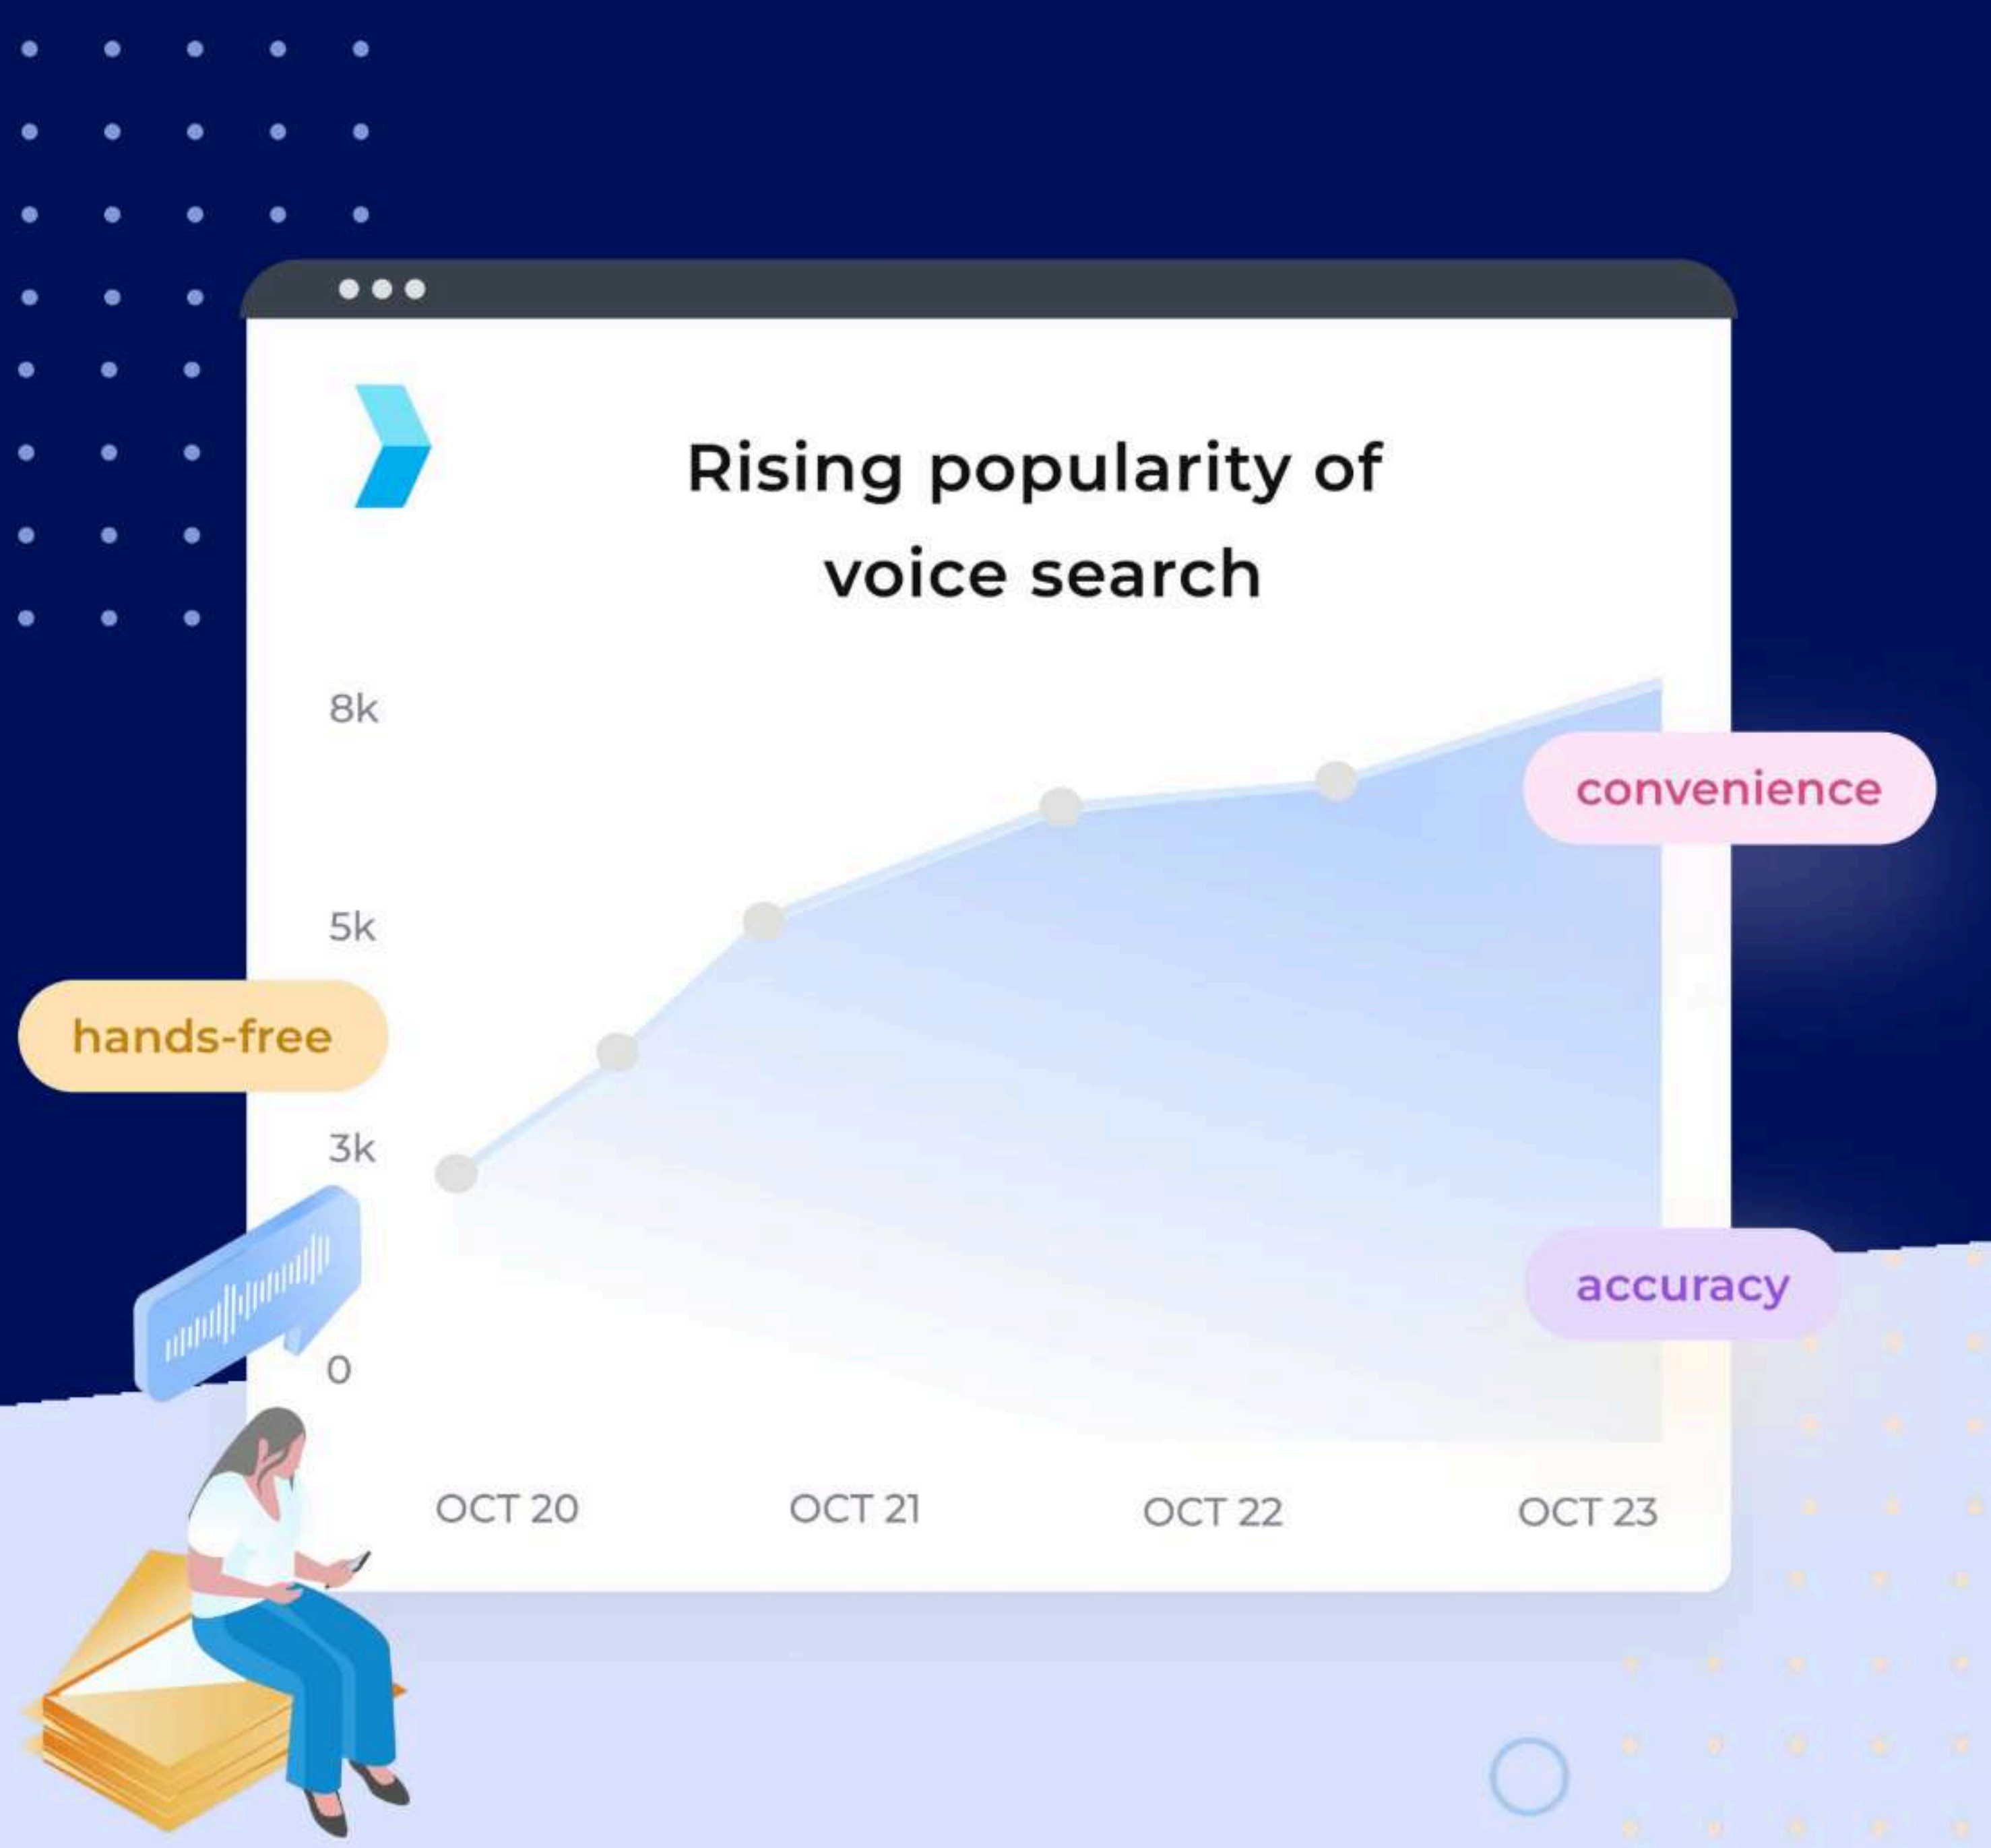 Rising popularity of
voice search
8k
convenience
5k
hands-free
3k
accuracy
0
OCT 20
OCT 21
OCT 22
OCT 23